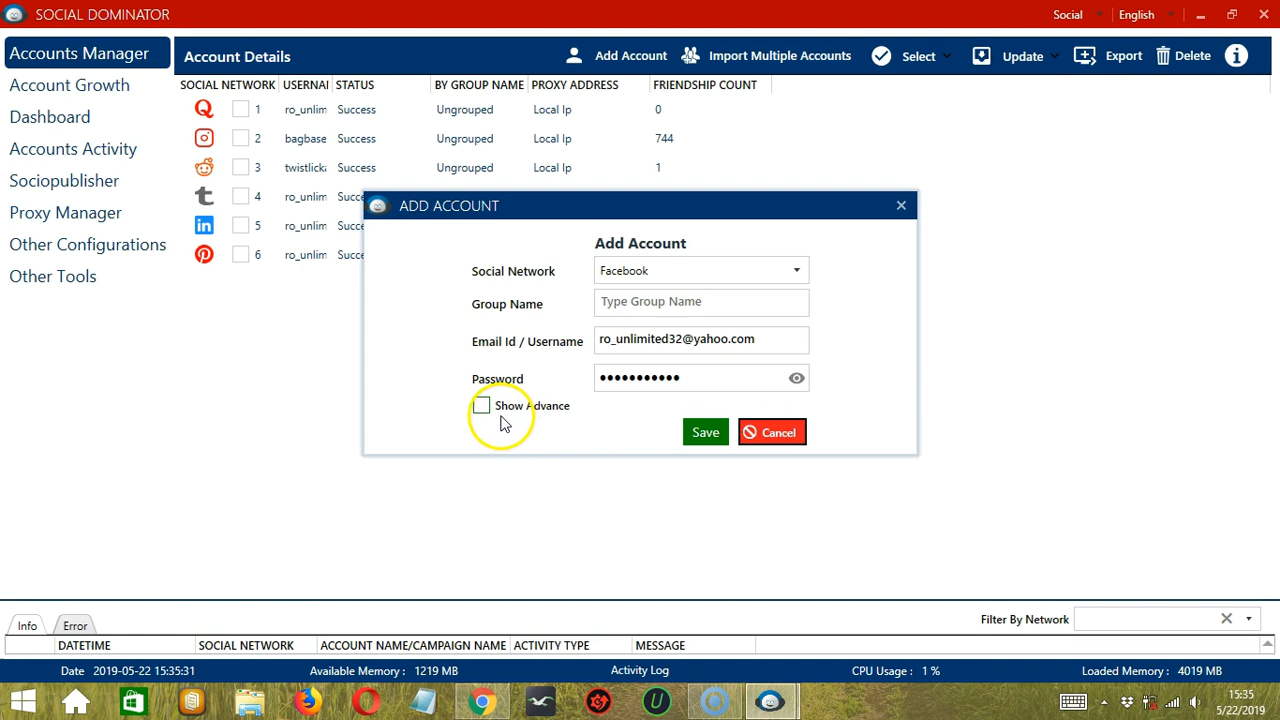 SOCIAL DOMINATOR
Social
English
Accounts Manager
Account Growth
Dashboard
Accounts Activity
Sociopublisher
Proxy Manager
Other Configurations
Other Tools
Account Details
Add Account
Import Multiple Accounts
Select
Update
Export
Delete
SOCIAL NETWORK USERNAI STATUS BY GROUP NAME PROXY ADDRESS FRIENDSHIP COUNT
1 ro_unlim Success Ungrouped Local Ip 0
2 bagbase Success Ungrouped Local Ip 744
3 twistlicka Success Ungrouped Local Ip 1
4 ro_unlim Succe
5 ro_unlim Succe
6 ro_unlim Succe
ADD ACCOUNT
Add Account
Social Network Facebook
Group Name Type Group Name
Email Id / Username ro_unlimited32@yahoo.com
Password •••••••••••
Show Advance
Save Cancel
Info Error
Filter By Network
DATETIME SOCIAL NETWORK ACCOUNT NAME/CAMPAIGN NAME ACTIVITY TYPE MESSAGE
Date 2019-05-22 15:35:31 Available Memory : 1219 MB Activity Log CPU Usage : 1 % Loaded Memory : 4019 MB
15:35
5/22/2019